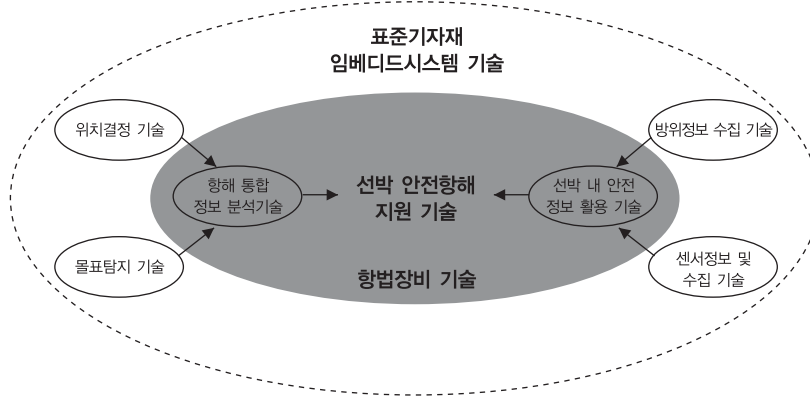 표준기자재
임베디드시스템 기술
위치결정 기술
방위정보 수집 기술
항해 통합
정보 분석기술
선박 안전항해
지원 기술
선박 내 안전
정보 활용 기술
몰표탐지 기술
센서정보 및
수집 기술
항법장비 기술